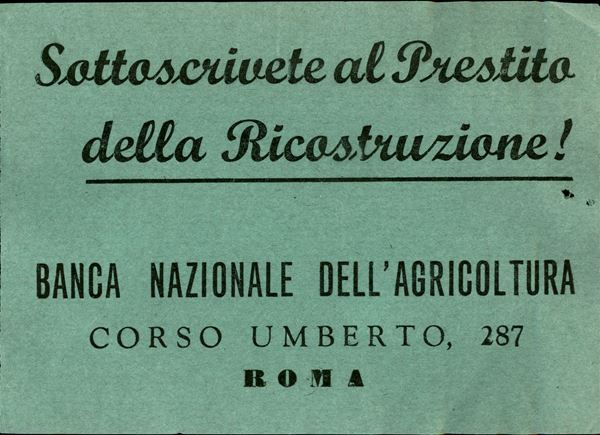 Sottoscrivete al Prestito
della Ricostruzione!
BANCA NAZIONALE DELL'AGRICOLTURA
CORSO UMBERTO, 287
ROMA